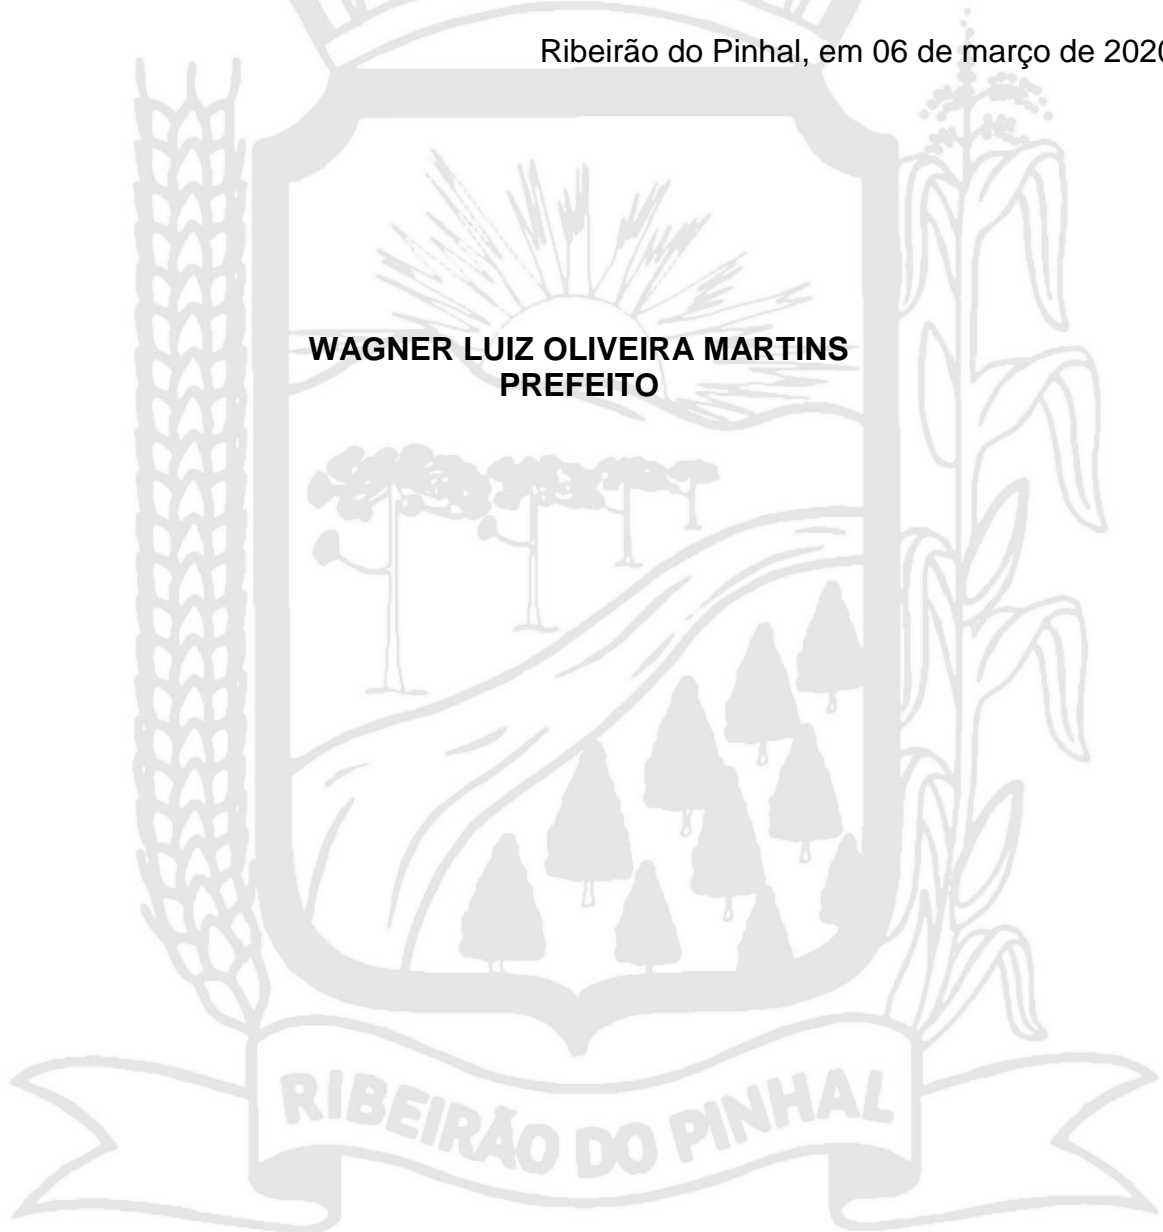 Ribeirão do Pinhal, em 06 de março de 2020
WAGNER LUIZ OLIVEIRA MARTINS
PREFEITO
RIBEIRÃO DO PINHAL